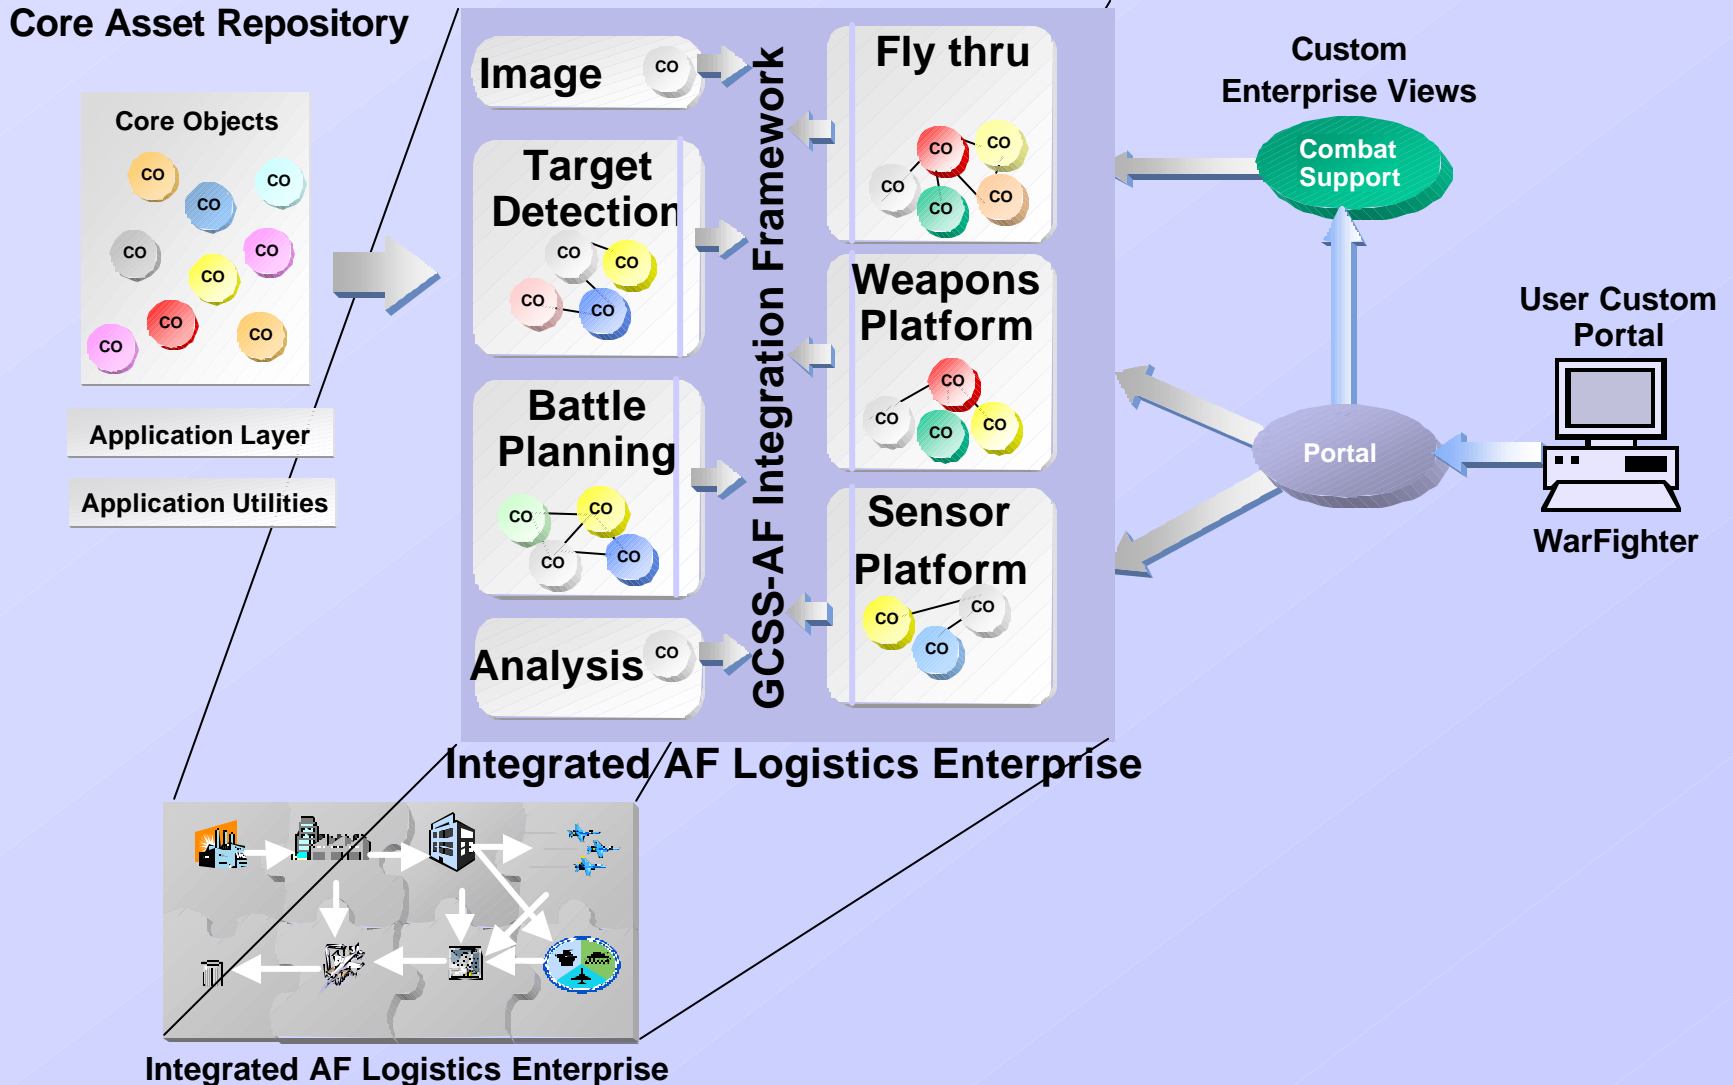 Core Asset Repository
Core Objects
CO
CO
CO
CO
CO
CO
CO
CO
CO
Application Layer
Application Utilities
Image
CO
Target
Detection
CO
CO
CO
CO
Battle
Planning
CO
CO
CO
CO
Analysis
CO
GCSS-AF Integration Framework
Fly thru
CO
CO
CO
CO
CO
Weapons
Platform
CO
CO
CO
CO
Sensor
Platform
CO
CO
CO
Integrated AF Logistics Enterprise
Custom
Enterprise Views
Combat
Support
Portal
User Custom
Portal
WarFighter
Integrated AF Logistics Enterprise